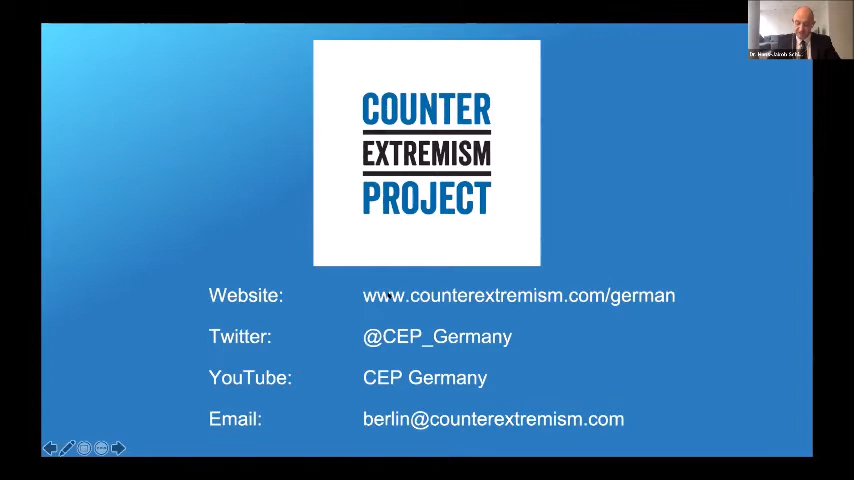 COUNTER
EXTREMISM
PROJECT
Website: www.counterextremism.com/german
Twitter: @CEP_Germany
YouTube: CEP Germany
Email: berlin@counterextremism.com